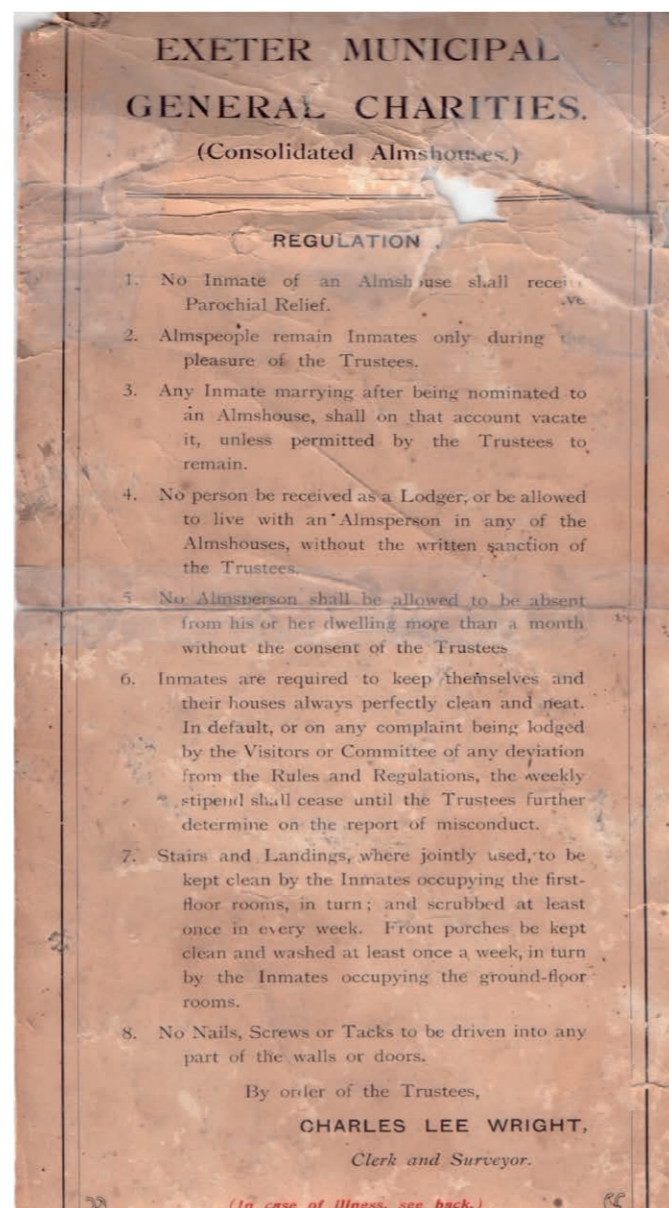 EXETER MUNICIPAL
GENERAL CHARITIES.
(Consolidated Almshouses.)
REGULATION
1. No Inmate of an Almshouse shall receive
Parochial Relief.
2. Almspeople remain Inmates only during the
pleasure of the Trustees.
3. Any Inmate marrying after being nominated to
an Almshouse, shall on that account vacate
it, unless permitted by the Trustees to
remain.
4. No person be received as a Lodger, or be allowed
to live with an Almsperson in any of the
Almshouses, without the written sanction of
the Trustees.
5 No Almsperson shall be allowed to be absent
from his or her dwelling more than a month
without the consent of the Trustees
6. Inmates are required to keep themselves and
their houses always perfectly clean and neat.
In default, or on any complaint being lodged
by the Visitors or Committee of any deviation
from the Rules and Regulations, the weekly
stipend shall cease until the Trustees further
determine on the report of misconduct.
7. Stairs and Landings, where jointly used, to be
kept clean by the Inmates occupying the first-
floor rooms, in turn; and scrubbed at least
once in every week. Front porches be kept
clean and washed at least once a week, in turn
by the Inmates occupying the ground-floor
rooms.
8. No Nails, Screws or Tacks to be driven into any
part of the walls or doors.
By order of the Trustees,
CHARLES LEE WRIGHT,
Clerk and Surveyor.
(In case of Illness, see back.)